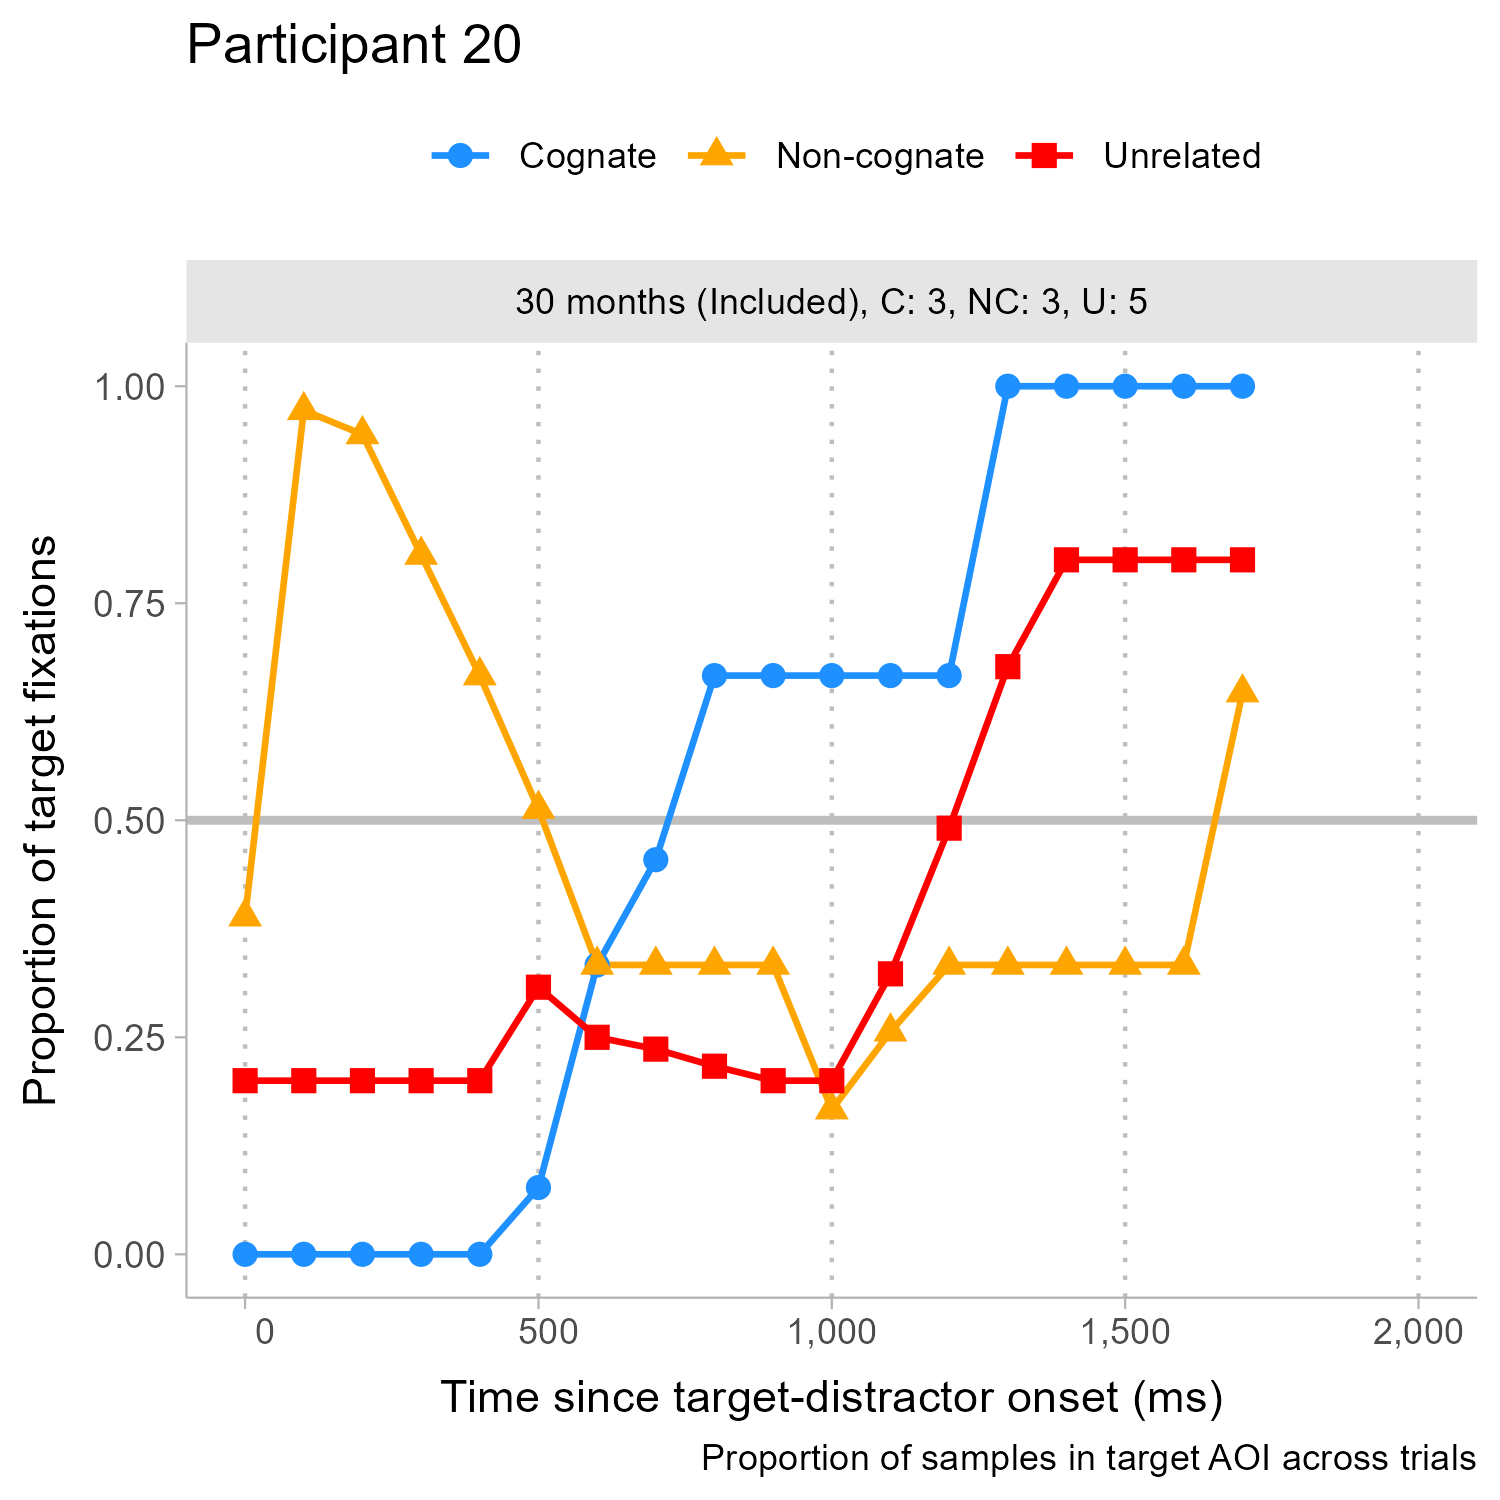 Participant 20
Cognate Non-cognate Unrelated
30 months (Included), C: 3, NC: 3, U: 5
1.00
0.75
0.50
0.25
0.00
Proportion of target fixations
0 500 1,000 1,500 2,000
Time since target-distractor onset (ms)
Proportion of samples in target AOI across trials